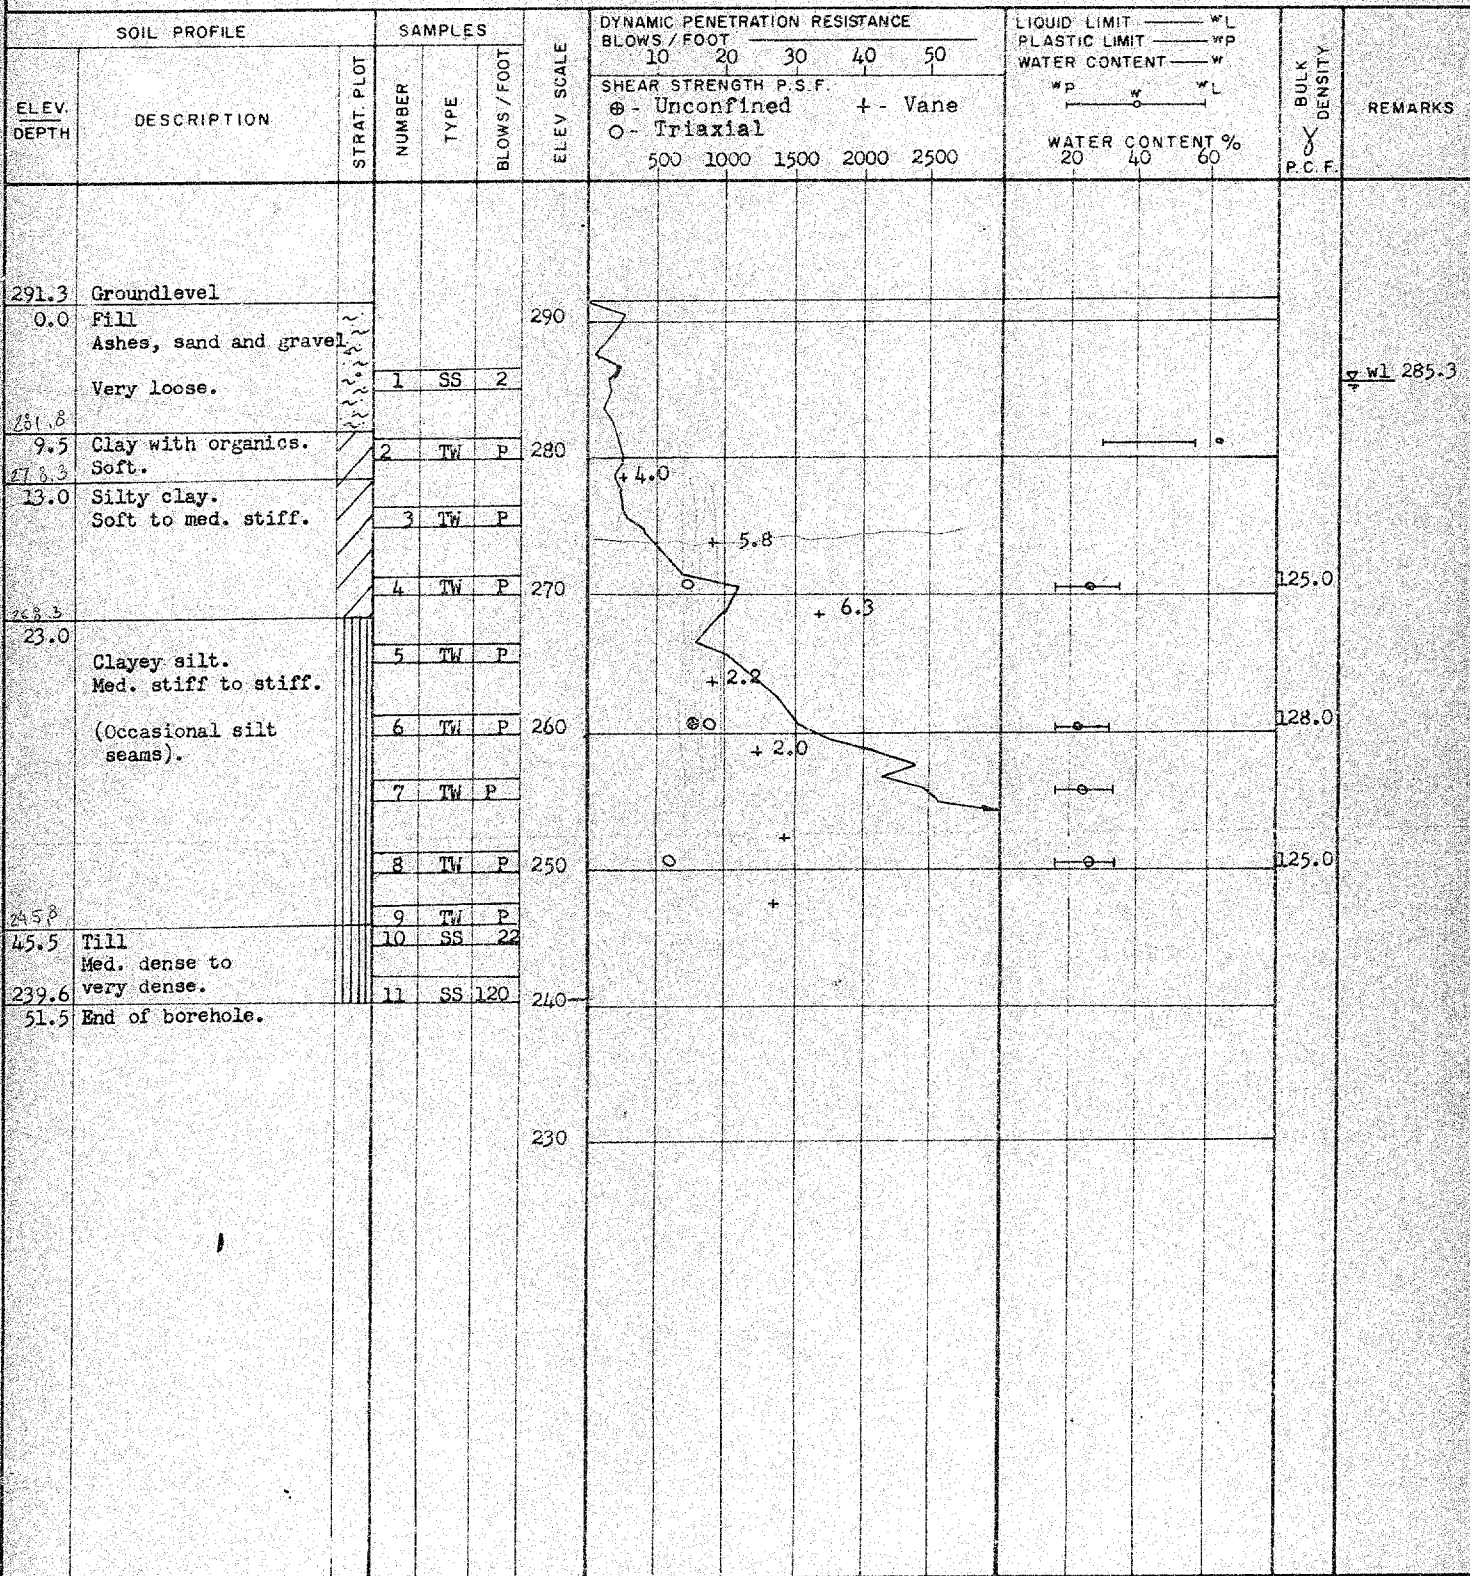 SOIL PROFILE
SAMPLES
ELEV SCALE
DYNAMIC PENETRATION RESISTANCE
BLOWS / FOOT
10 20 30 40 50
SHEAR STRENGTH P.S.F.
⊕ - Unconfined + - Vane
O - Triaxial
500 1000 1500 2000 2500
LIQUID LIMIT wL
PLASTIC LIMIT wP
WATER CONTENT w
wP w wL
WATER CONTENT %
20 40 60
BULK DENSITY
γ
P.C.F.
REMARKS
ELEV.
DEPTH
DESCRIPTION
STRAT. PLOT
NUMBER
TYPE
BLOWS / FOOT
291.3 Groundlevel
0.0 Fill
290
Ashes, sand and gravel
Very loose.
1 SS 2
wl 285.3
281.8
9.5 Clay with organics.
2 TW P 280
278.3 Soft.
+ 4.0
13.0 Silty clay.
Soft to med. stiff.
3 TW P
+ 5.8
4 TW P 270
125.0
268.3
+ 6.3
23.0
Clayey silt.
5 TW P
Med. stiff to stiff.
+ 2.2
(Occasional silt
6 TW P 260
128.0
seams).
+ 2.0
7 TW P
8 TW P 250
125.0
245.8
9 TW P
45.5 Till
10 SS 22
Med. dense to
239.6 very dense.
11 SS 120 240
51.5 End of borehole.
230